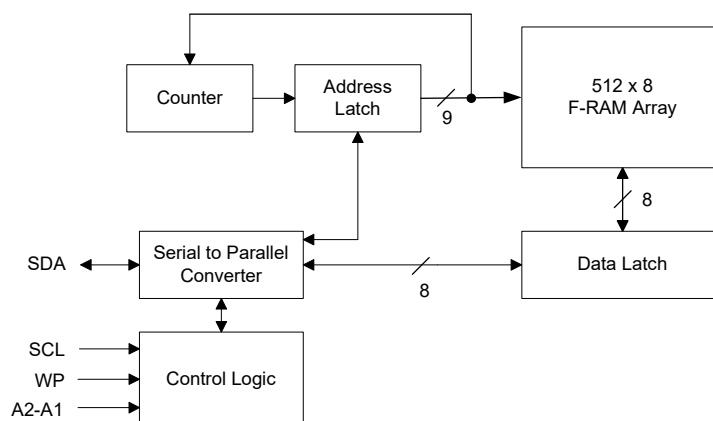 Counter
Address
Latch
9
512 x 8
F-RAM Array
8
SDA
Serial to Parallel
Converter
8
Data Latch
SCL
WP
A2-A1
Control Logic